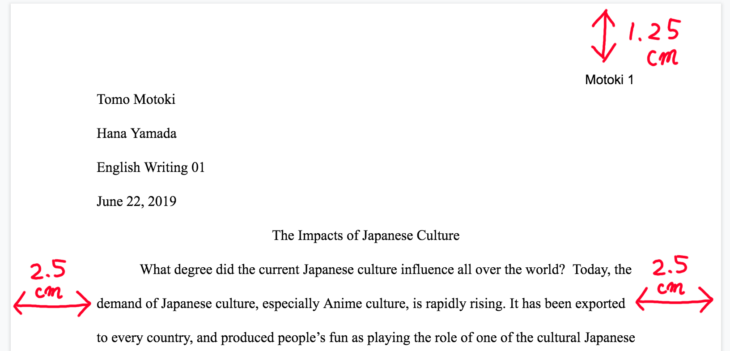 1.25
cm
Motoki 1
Tomo Motoki
Hana Yamada
English Writing 01
June 22, 2019
The Impacts of Japanese Culture
What degree did the current Japanese culture influence all over the world?  Today, the
2.5
cm
2.5
cm
demand of Japanese culture, especially Anime culture, is rapidly rising. It has been exported
to every country, and produced people's fun as playing the role of one of the cultural Japanese